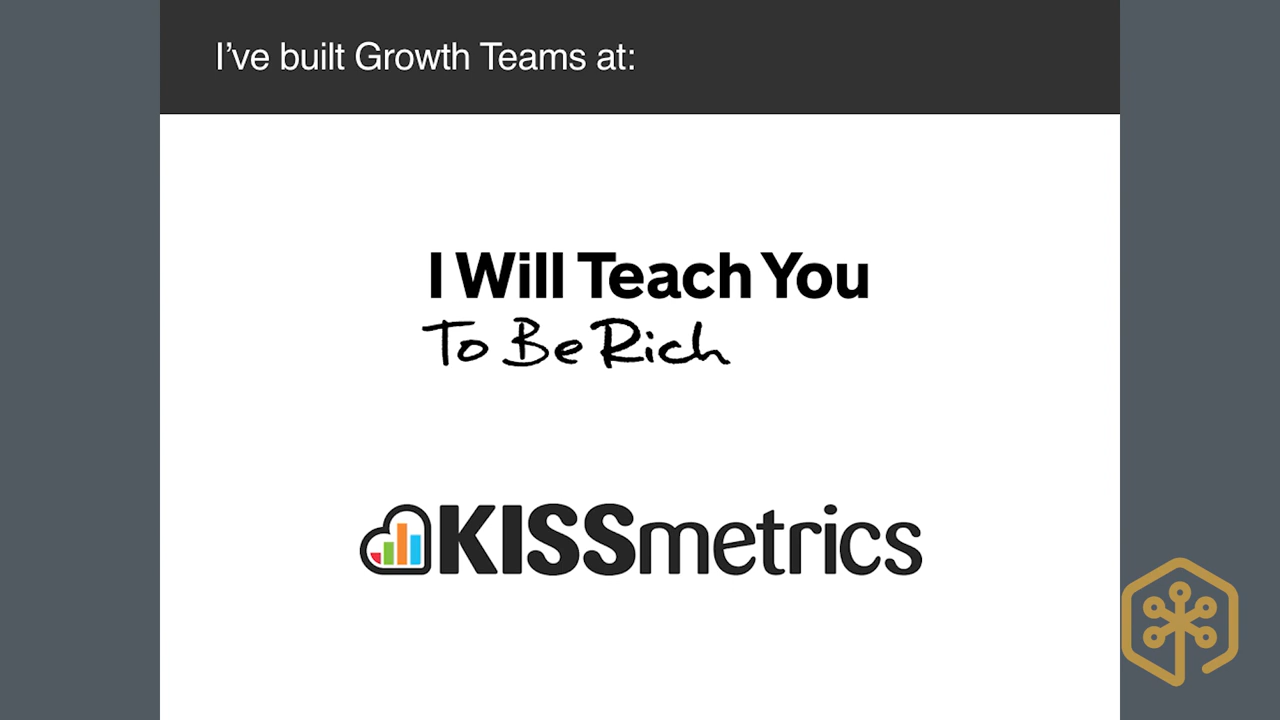 I’ve built Growth Teams at:
I Will Teach You
To Be Rich
KISSmetrics